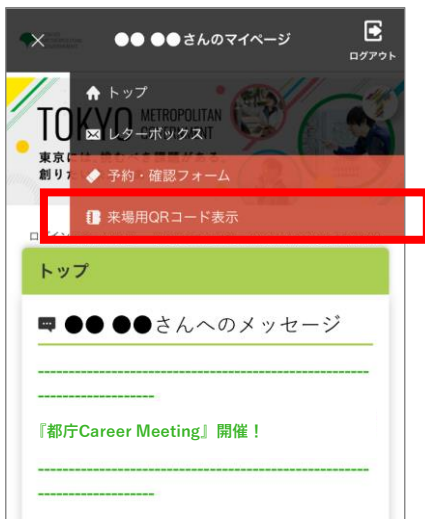 ●● ●●さんのマイページ
ログアウト
トップ
TOKYO METROPOLITAN
レターボックス
東京に
創り
予約・確認フォーム
来場用QRコード表示
トップ
●● ●●さんへのメッセージ
------------------------------------------------------
-------------------
『都庁Career Meeting』開催！
------------------------------------------------------
-------------------